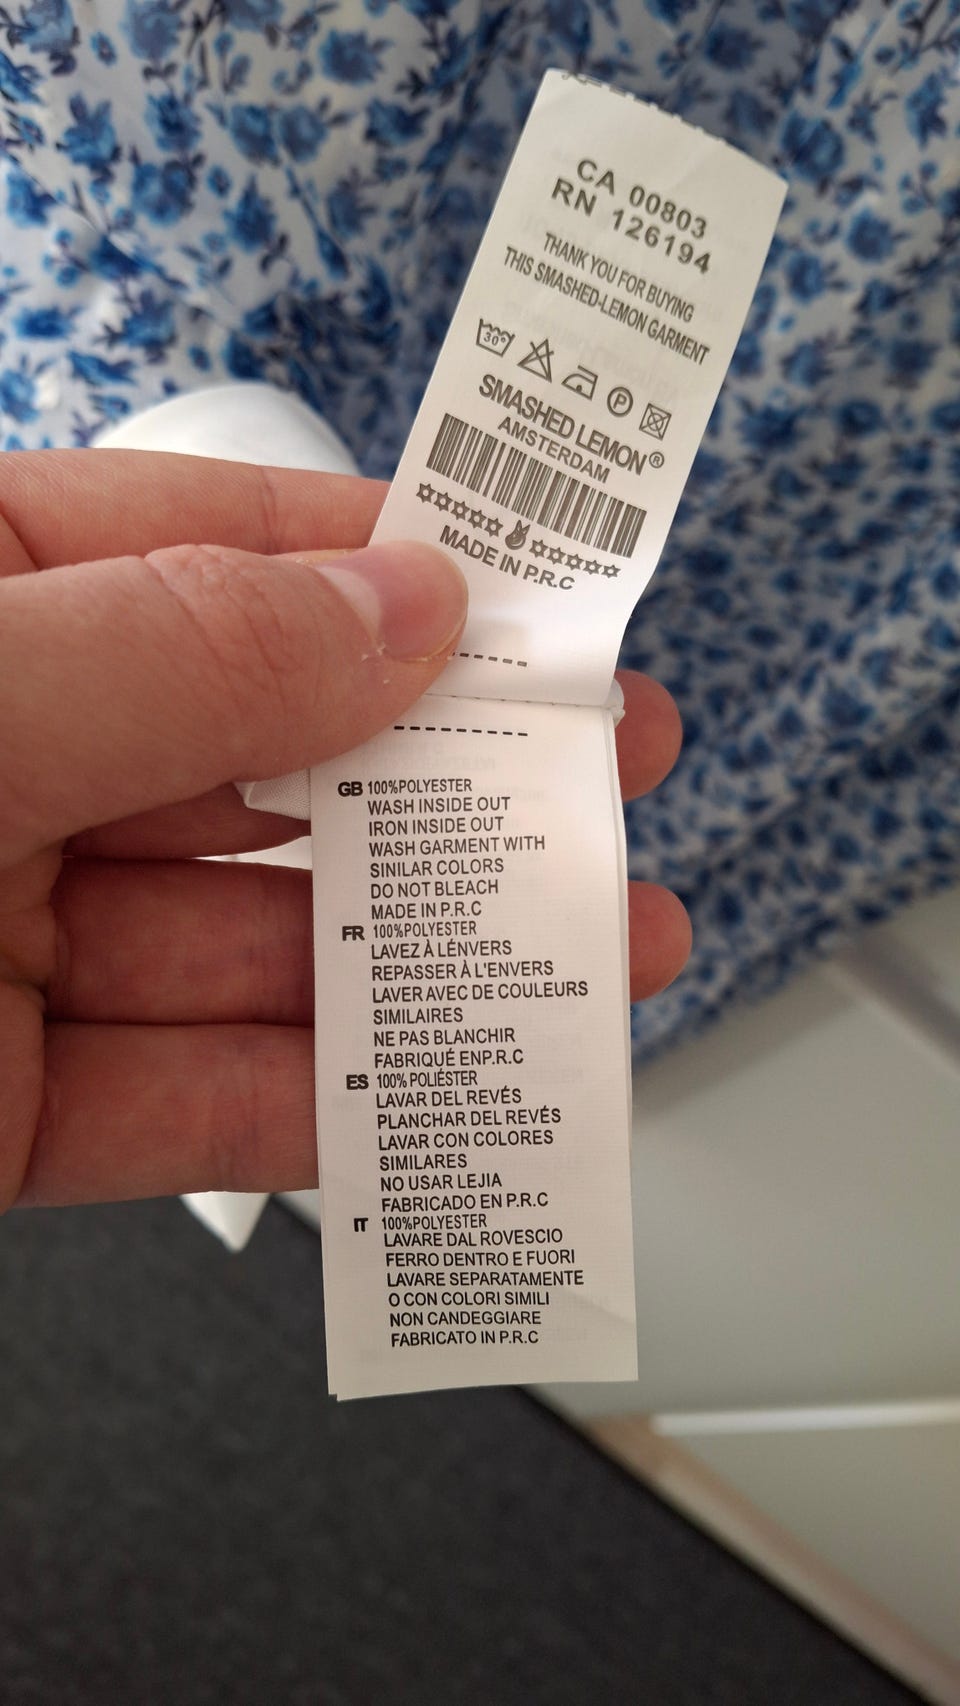 CA 00803
RN 126194
THANK YOU FOR BUYING
THIS SMASHED-LEMON GARMENT
30°
P
SMASHED LEMON®
AMSTERDAM
MADE IN P.R.C
GB 100%POLYESTER
WASH INSIDE OUT
IRON INSIDE OUT
WASH GARMENT WITH
SINILAR COLORS
DO NOT BLEACH
MADE IN P.R.C
FR 100%POLYESTER
LAVEZ À LÉNVERS
REPASSER À L'ENVERS
LAVER AVEC DE COULEURS
SIMILAIRES
NE PAS BLANCHIR
FABRIQUÉ ENP.R.C
ES 100% POLIÉSTER
LAVAR DEL REVÉS
PLANCHAR DEL REVÉS
LAVAR CON COLORES
SIMILARES
NO USAR LEJIA
FABRICADO EN P.R.C
IT 100%POLYESTER
LAVARE DAL ROVESCIO
FERRO DENTRO E FUORI
LAVARE SEPARATAMENTE
O CON COLORI SIMILI
NON CANDEGGIARE
FABRICATO IN P.R.C